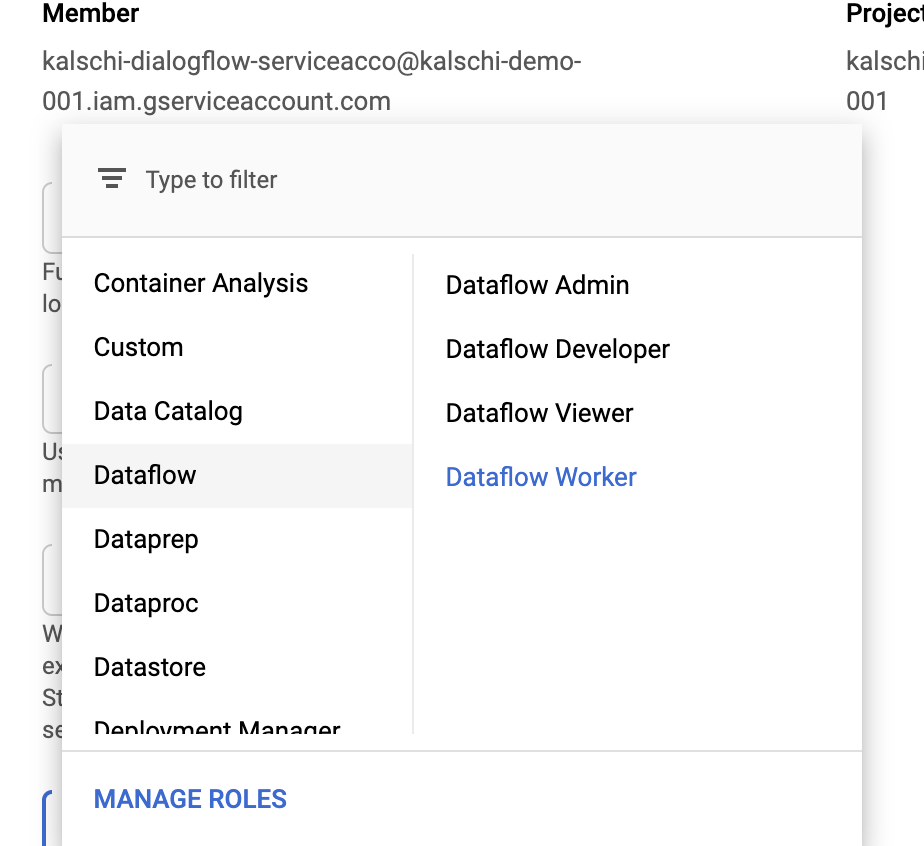 Member
Project
kalschi-dialogflow-serviceacco@kalschi-demo-
001.iam.gserviceaccount.com
kalschi
001
Type to filter
Container Analysis
Custom
Data Catalog
Dataflow
Dataprep
Dataproc
Datastore
Deployment Manager
Dataflow Admin
Dataflow Developer
Dataflow Viewer
Dataflow Worker
Fu
lo
Us
m
W
ex
St
se
MANAGE ROLES